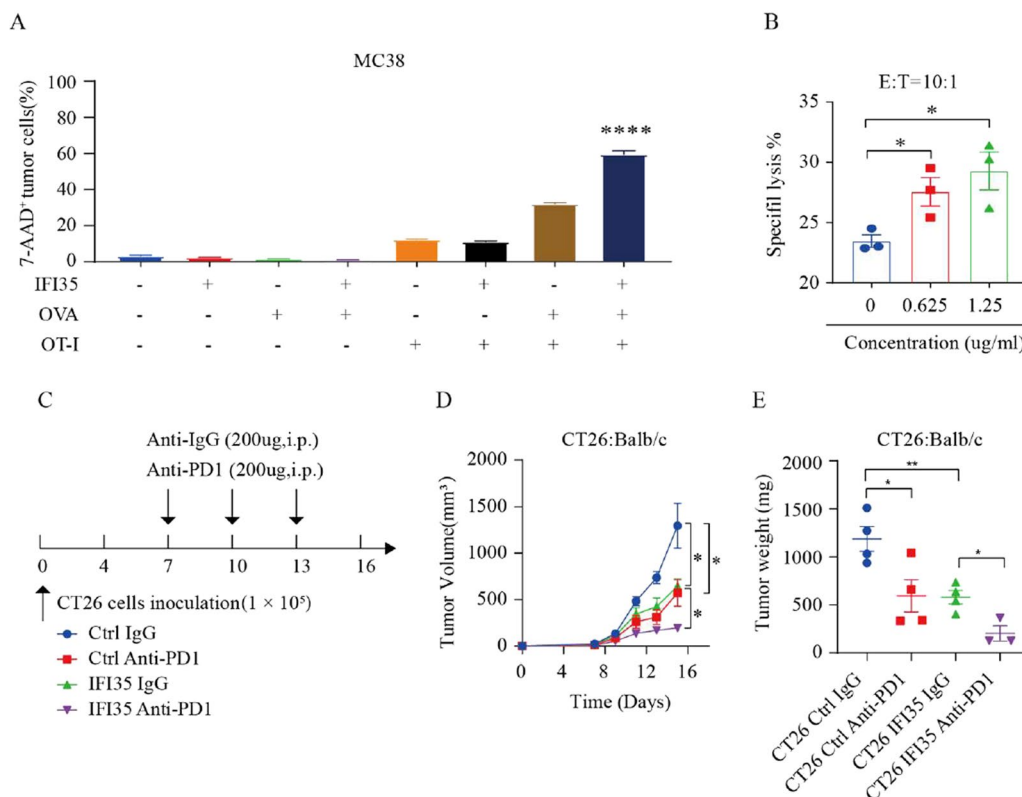 A
MC38
7-AAD⁺ tumor cells(%)
100
80
60
40
20
0
****
IFI35 - + - + - + - +
OVA - - + + - - + +
OT-I - - - - + + + +
B
E:T=10:1
Specifil lysis %
35
30
25
20
*
*
0 0.625 1.25
Concentration (ug/ml)
C
Anti-IgG (200ug,i.p.)
Anti-PD1 (200ug,i.p.)
0 4 7 10 13 16
CT26 cells inoculation(1 × 10⁵)
Ctrl IgG
Ctrl Anti-PD1
IFI35 IgG
IFI35 Anti-PD1
D
CT26:Balb/c
Tumor Volume(mm³)
2000
1500
1000
500
0
*
*
*
0 4 8 12 16
Time (Days)
E
CT26:Balb/c
Tumor weight (mg)
2000
1500
1000
500
0
**
*
*
CT26 Ctrl IgG
CT26 Ctrl Anti-PD1
CT26 IFI35 IgG
CT26 IFI35 Anti-PD1